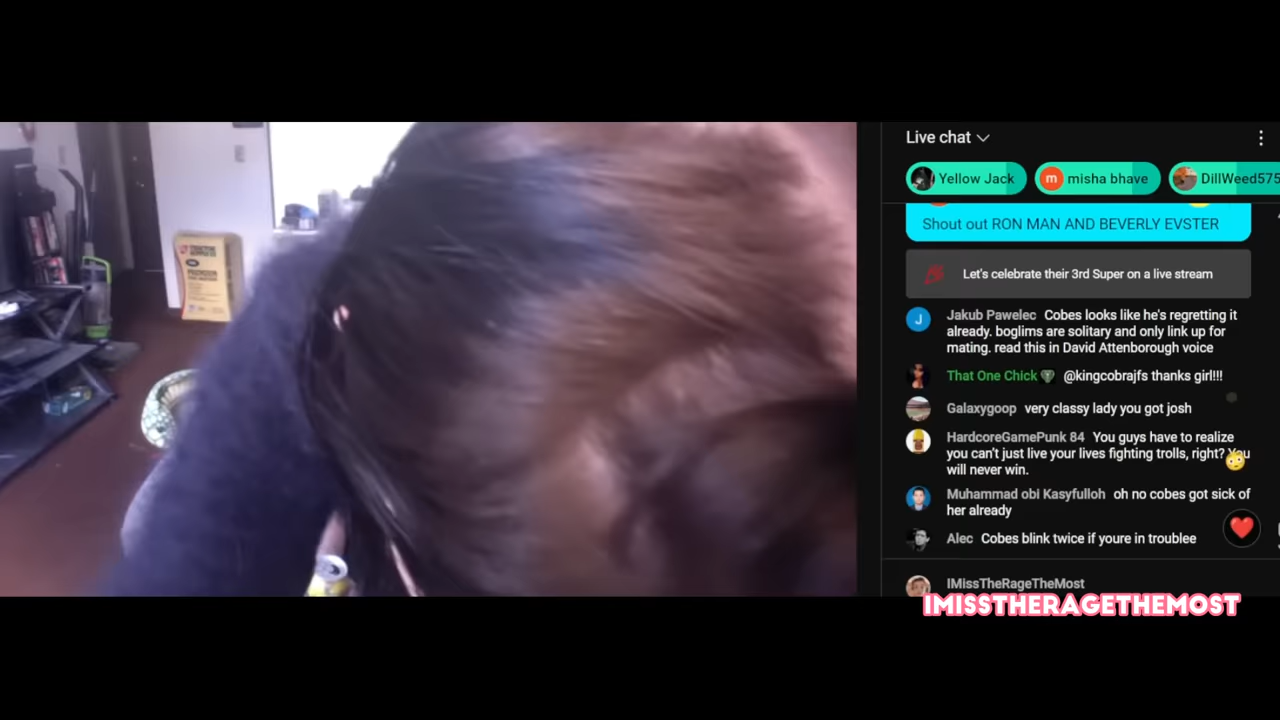 Live chat
Yellow Jack
m
misha bhave
DillWeed575
Shout out RON MAN AND BEVERLY EVSTER
Let's celebrate their 3rd Super on a live stream
J
Jakub Pawelec Cobes looks like he's regretting it
already. boglims are solitary and only link up for
mating. read this in David Attenborough voice
That One Chick @kingcobrajfs thanks girl!!!
Galaxygoop very classy lady you got josh
HardcoreGamePunk 84 You guys have to realize
you can't just live your lives fighting trolls, right? You
will never win.
Muhammad obi Kasyfulloh oh no cobes got sick of
her already
Alec Cobes blink twice if youre in troublee
IMissTheRageTheMost
IMISSTHERAGETHEMOST